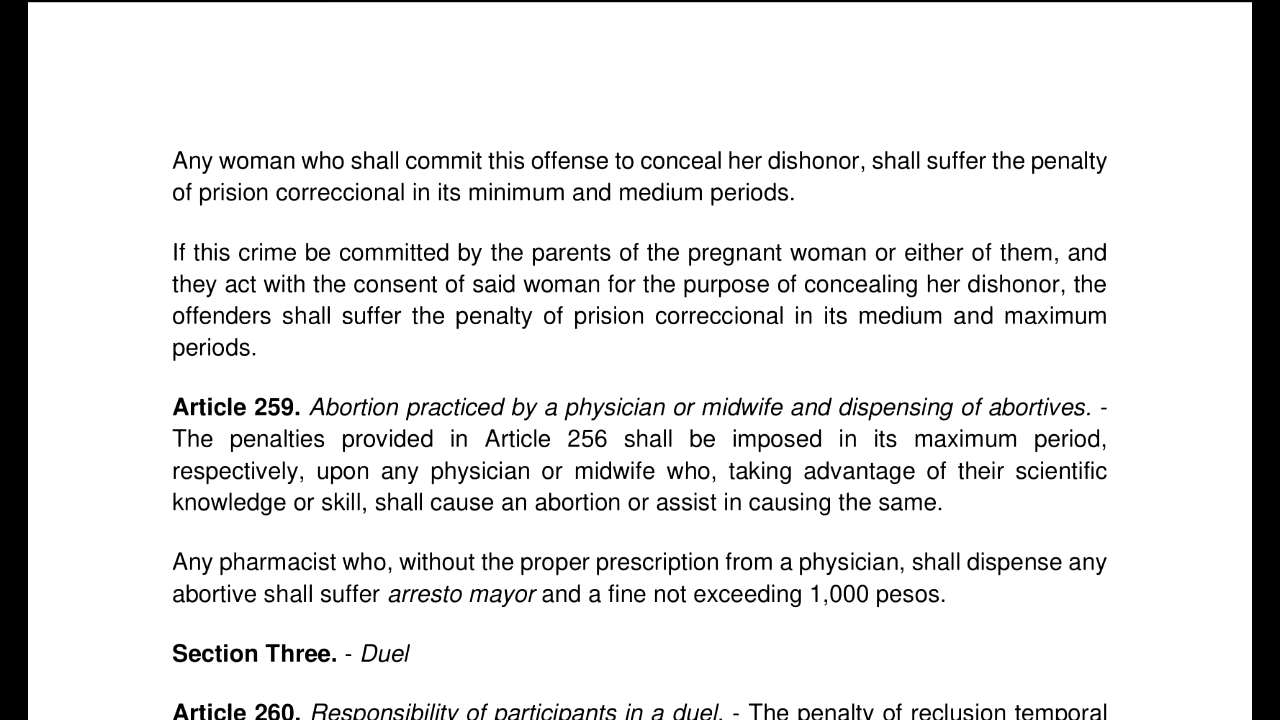 Any woman who shall commit this offense to conceal her dishonor, shall suffer the penalty
of prision correccional in its minimum and medium periods.
If this crime be committed by the parents of the pregnant woman or either of them, and
they act with the consent of said woman for the purpose of concealing her dishonor, the
offenders shall suffer the penalty of prision correccional in its medium and maximum
periods.
Article 259. Abortion practiced by a physician or midwife and dispensing of abortives. -
The penalties provided in Article 256 shall be imposed in its maximum period,
respectively, upon any physician or midwife who, taking advantage of their scientific
knowledge or skill, shall cause an abortion or assist in causing the same.
Any pharmacist who, without the proper prescription from a physician, shall dispense any
abortive shall suffer arresto mayor and a fine not exceeding 1,000 pesos.
Section Three. - Duel
Article 260. Responsibility of participants in a duel. - The penalty of reclusion temporal